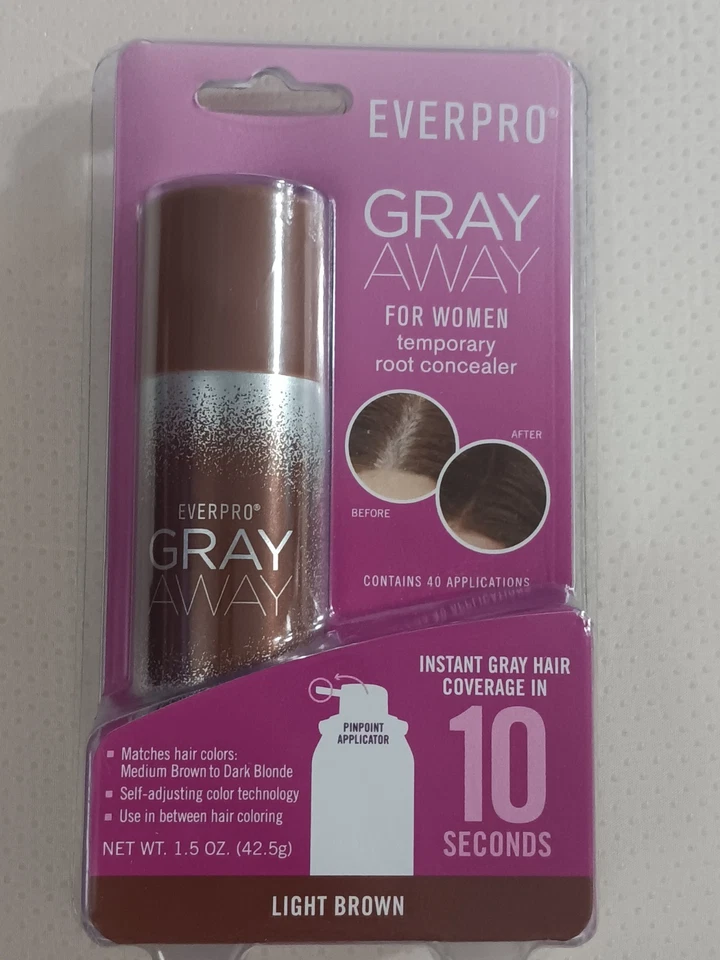 EVERPRO®
GRAY
AWAY
FOR WOMEN
temporary
root concealer
AFTER
BEFORE
CONTAINS 40 APPLICATIONS
EVERPRO®
GRAY
AWAY
INSTANT GRAY HAIR
COVERAGE IN
10
SECONDS
PINPOINT
APPLICATOR
Matches hair colors:
Medium Brown to Dark Blonde
Self-adjusting color technology
Use in between hair coloring
NET WT. 1.5 OZ. (42.5g)
LIGHT BROWN